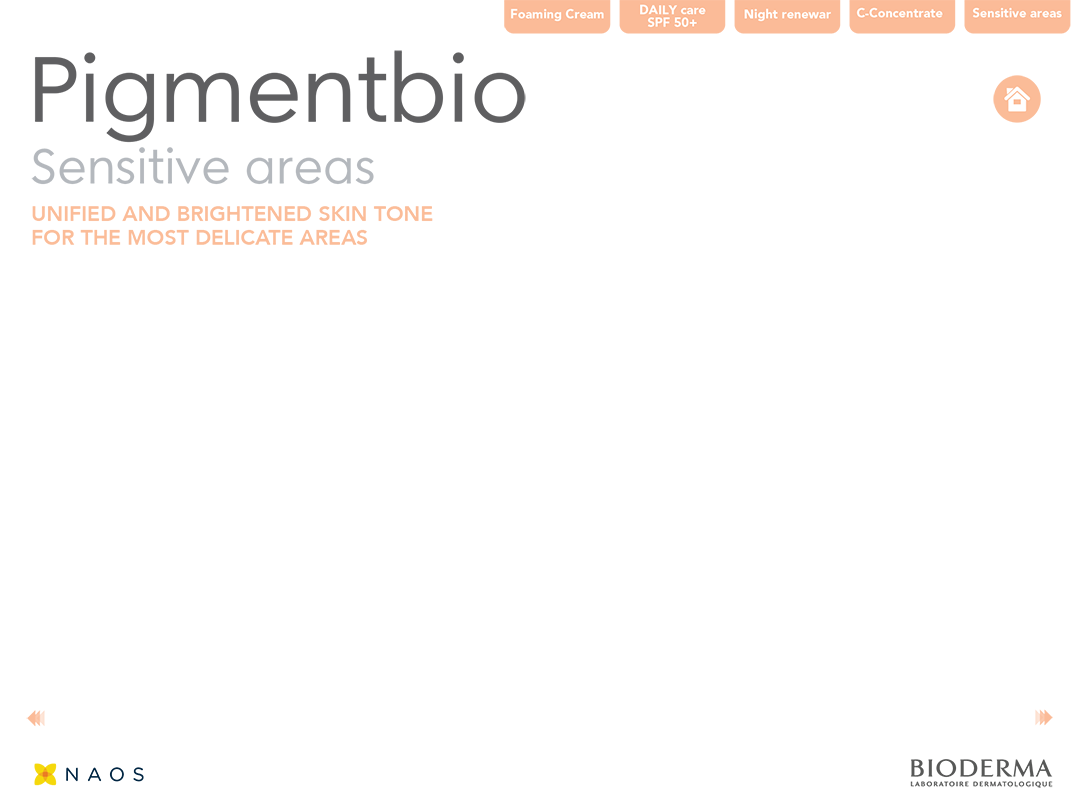 Foaming Cream
DAILY care
SPF 50+
Night renewar
C-Concentrate
Sensitive areas
Pigmentbio
Sensitive areas
UNIFIED AND BRIGHTENED SKIN TONE
FOR THE MOST DELICATE AREAS
NAOS
BIODERMA
LABORATOIRE DERMATOLOGIQUE